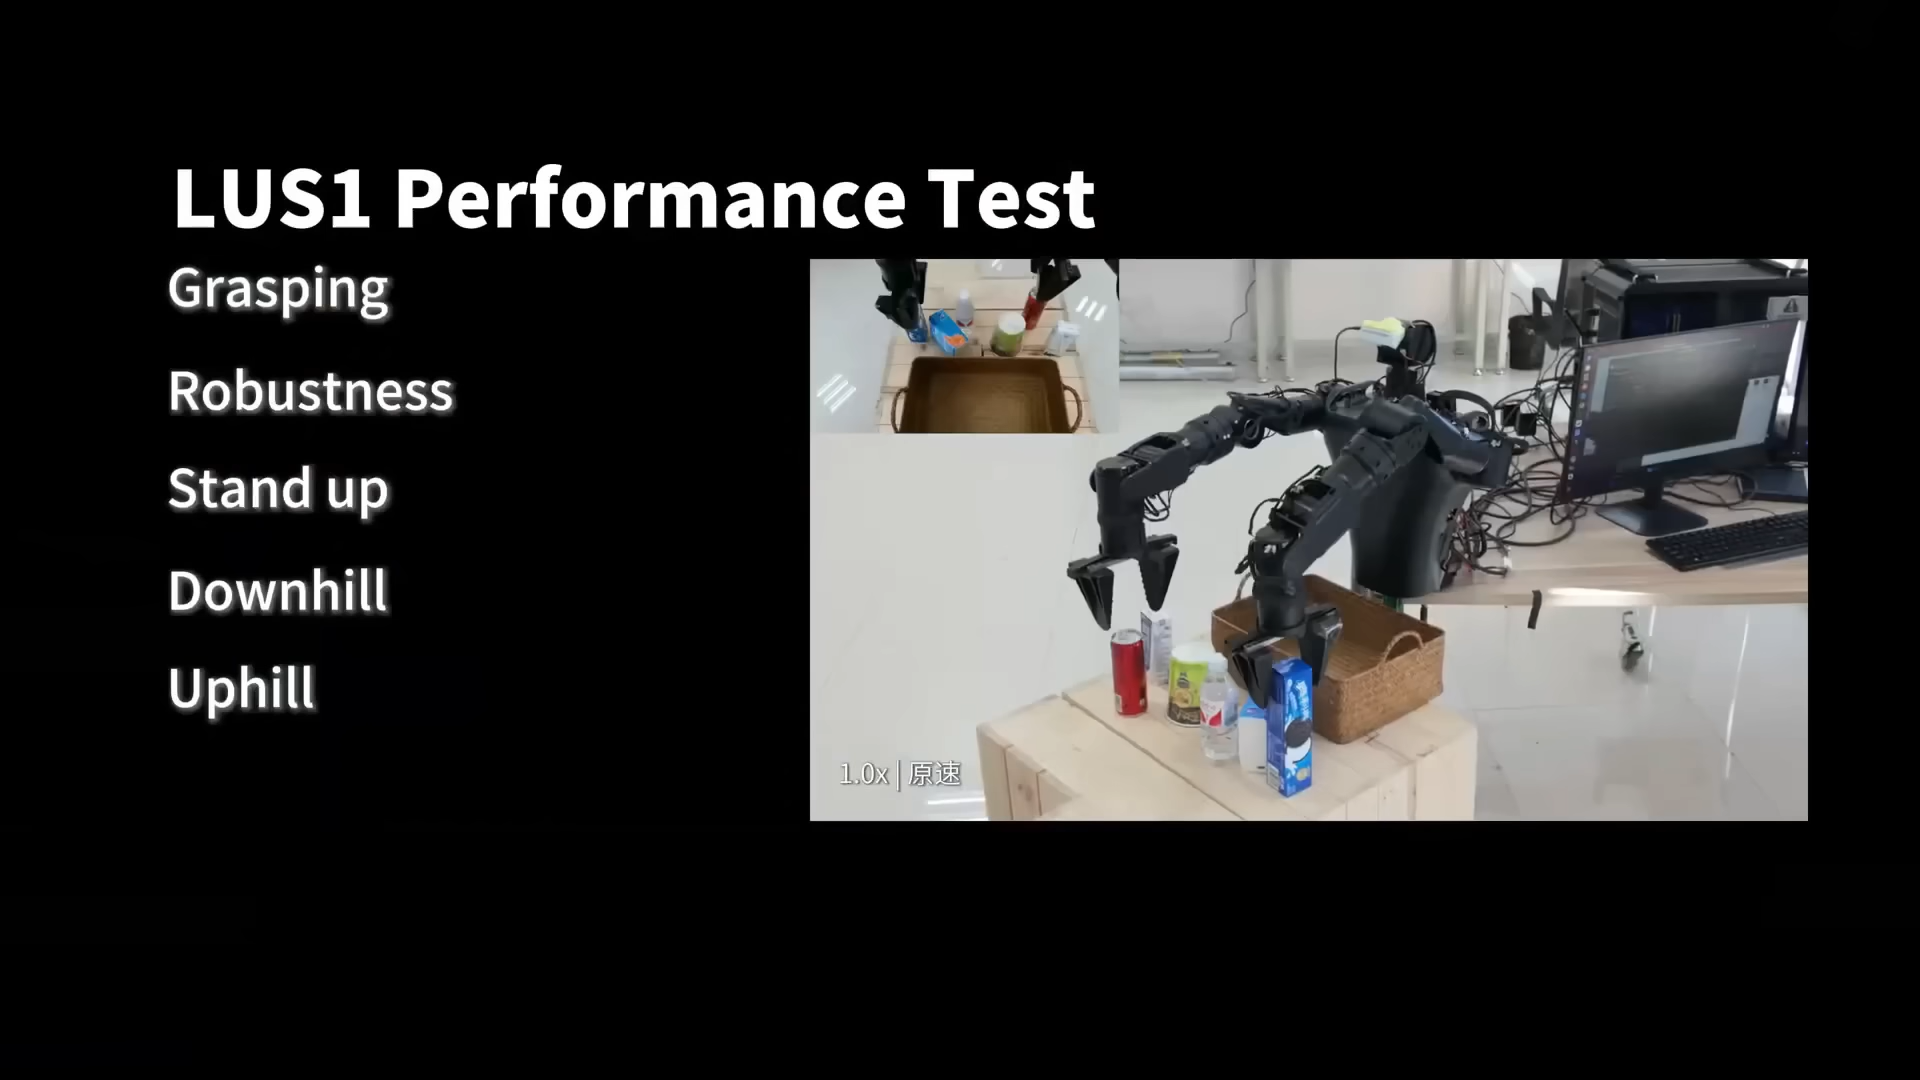 LUS1 Performance Test
Grasping
Robustness
Stand up
Downhill
Uphill
1.0x | 原速